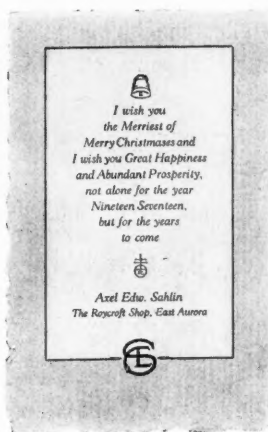 I wish you
the Merriest of
Merry Christmases and
I wish you Great Happiness
and Abundant Prosperity,
not alone for the year
Nineteen Seventeen,
but for the years
to come
Axel Edw. Sahlin
The Roycroft Shop, East Aurora